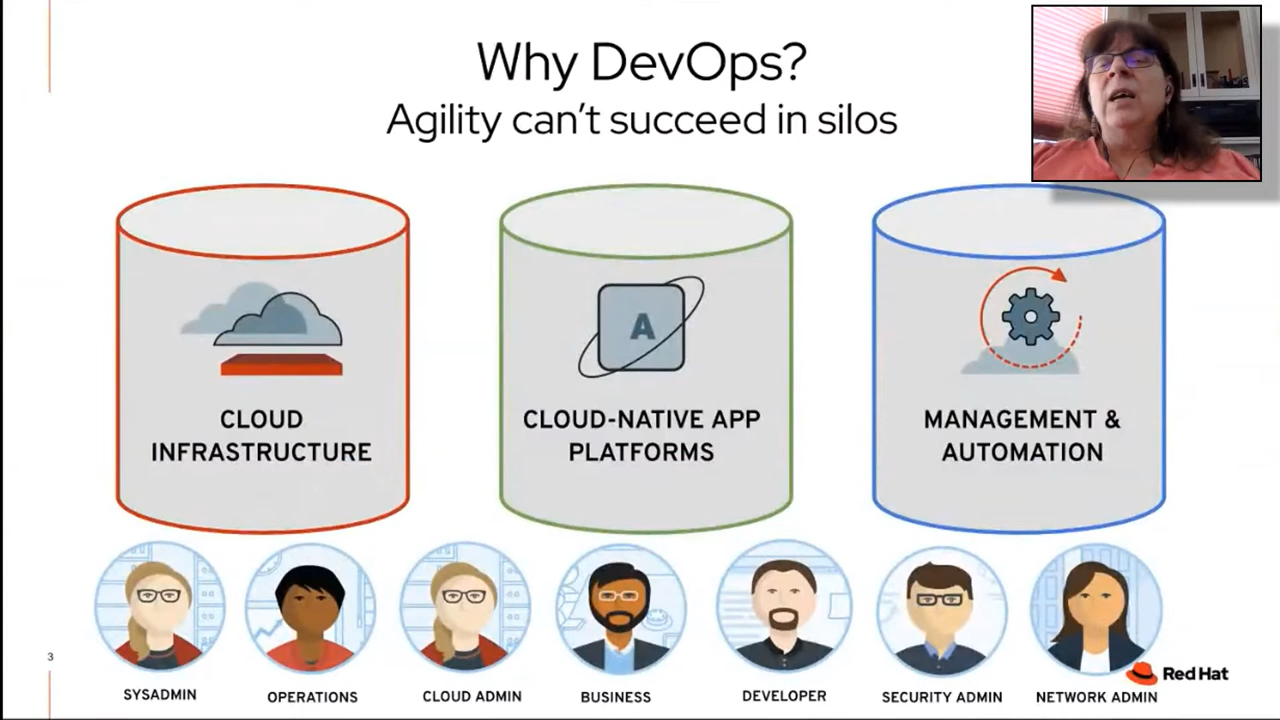 Why DevOps?
Agility can't succeed in silos
A
CLOUD
INFRASTRUCTURE
CLOUD-NATIVE APP
PLATFORMS
MANAGEMENT &
AUTOMATION
3
SYSADMIN
OPERATIONS
CLOUD ADMIN
BUSINESS
DEVELOPER
SECURITY ADMIN
NETWORK ADMIN
Red Hat